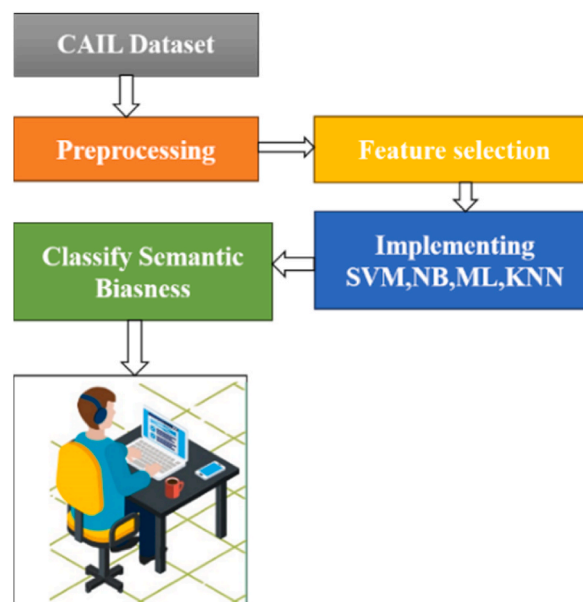 CAIL Dataset
Preprocessing
Feature selection
Implementing
SVM,NB,ML,KNN
Classify Semantic
Biasness